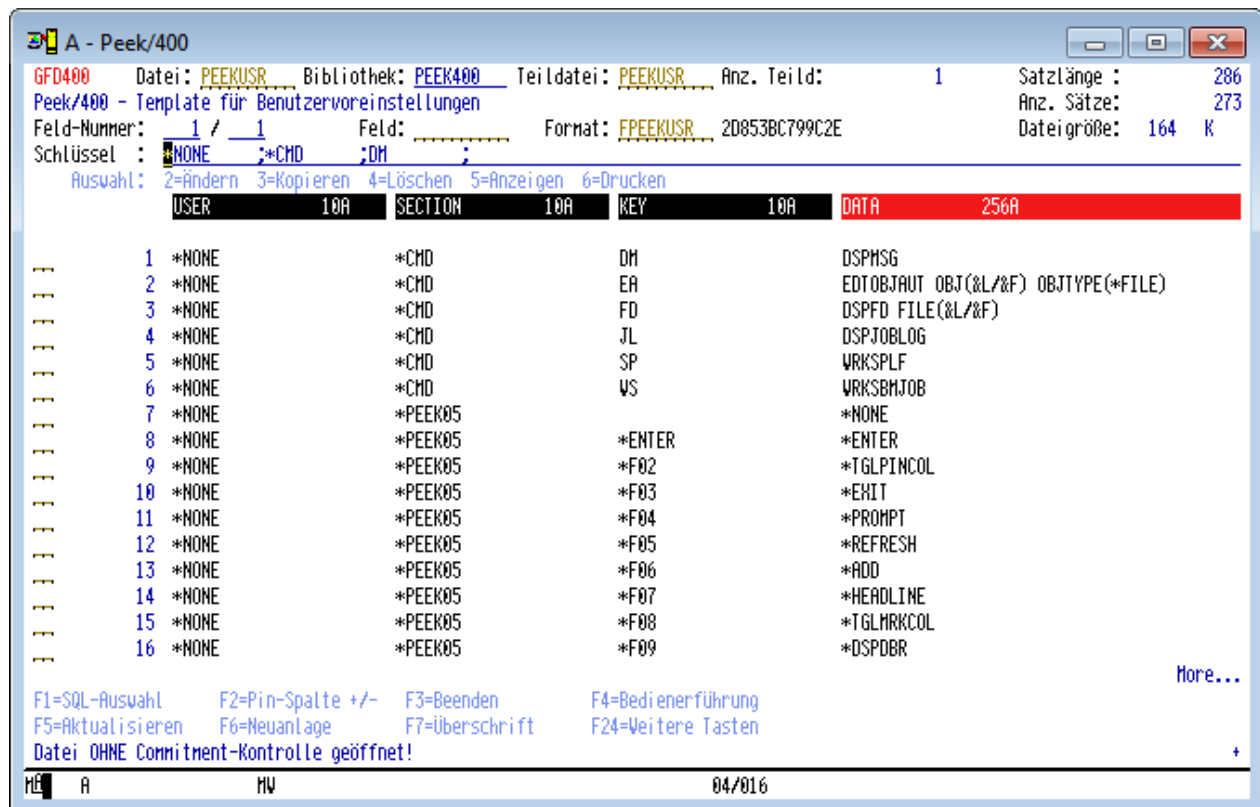 A - Peek/400
GFD400 Datei: PEEKUSR Bibliothek: PEEK400 Teildatei: PEEKUSR Anz. Teild: 1 Satzlänge : 286
Peek/400 - Template für Benutzervoreinstellungen Anz. Sätze: 273
Feld-Nummer: 1 / 1 Feld: Format: FPEEKUSR 2D853BC799C2E Dateigröße: 164 K
Schlüssel : *NONE ;*CMD ;DM ;
Auswahl: 2=Ändern 3=Kopieren 4=Löschen 5=Anzeigen 6=Drucken
USER 10A SECTION 10A KEY 10A DATA 256A
1 *NONE *CMD DM DSPMSG
2 *NONE *CMD EA EDTOBJAUT OBJ(&L/&F) OBJTYPE(*FILE)
3 *NONE *CMD FD DSPFD FILE(&L/&F)
4 *NONE *CMD JL DSPJOBLOG
5 *NONE *CMD SP WRKSPLF
6 *NONE *CMD WS WRKSBMJOB
7 *NONE *PEEK05 *NONE
8 *NONE *PEEK05 *ENTER *ENTER
9 *NONE *PEEK05 *F02 *TGLPINCOL
10 *NONE *PEEK05 *F03 *EXIT
11 *NONE *PEEK05 *F04 *PROMPT
12 *NONE *PEEK05 *F05 *REFRESH
13 *NONE *PEEK05 *F06 *ADD
14 *NONE *PEEK05 *F07 *HEADLINE
15 *NONE *PEEK05 *F08 *TGLMRKCOL
16 *NONE *PEEK05 *F09 *DSPDBR
More...
F1=SQL-Auswahl F2=Pin-Spalte +/- F3=Beenden F4=Bedienerführung
F5=Aktualisieren F6=Neuanlage F7=Überschrift F24=Weitere Tasten
Datei OHNE Commitment-Kontrolle geöffnet! +
MA A MW 04/016